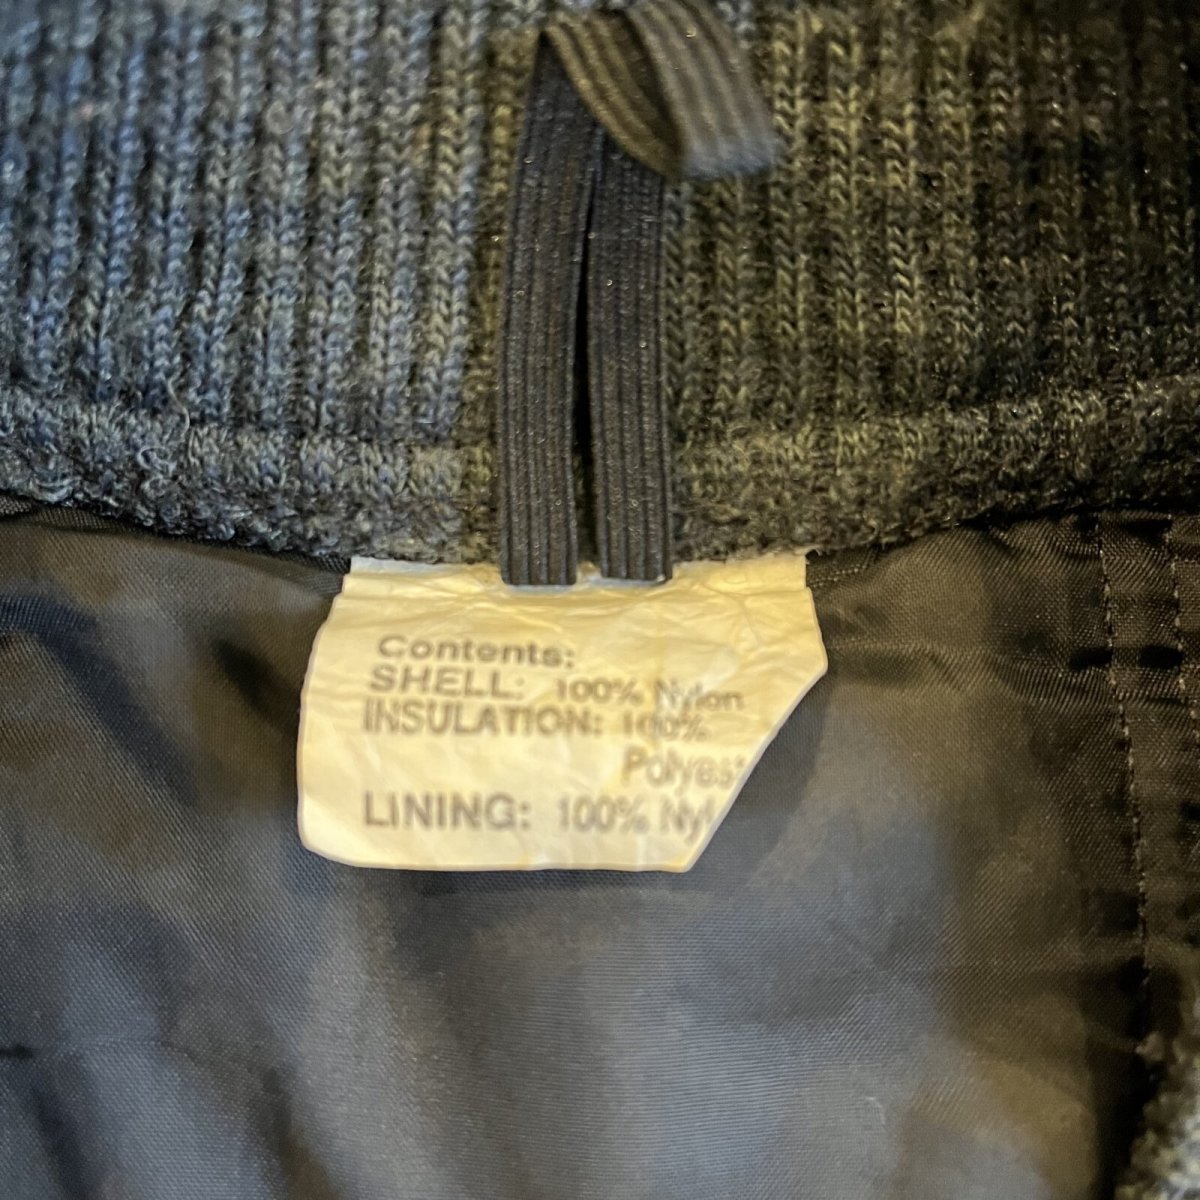 Contents:
SHELL: 100% Nylon
INSULATION: 100%
Polyes
LINING: 100% Ny